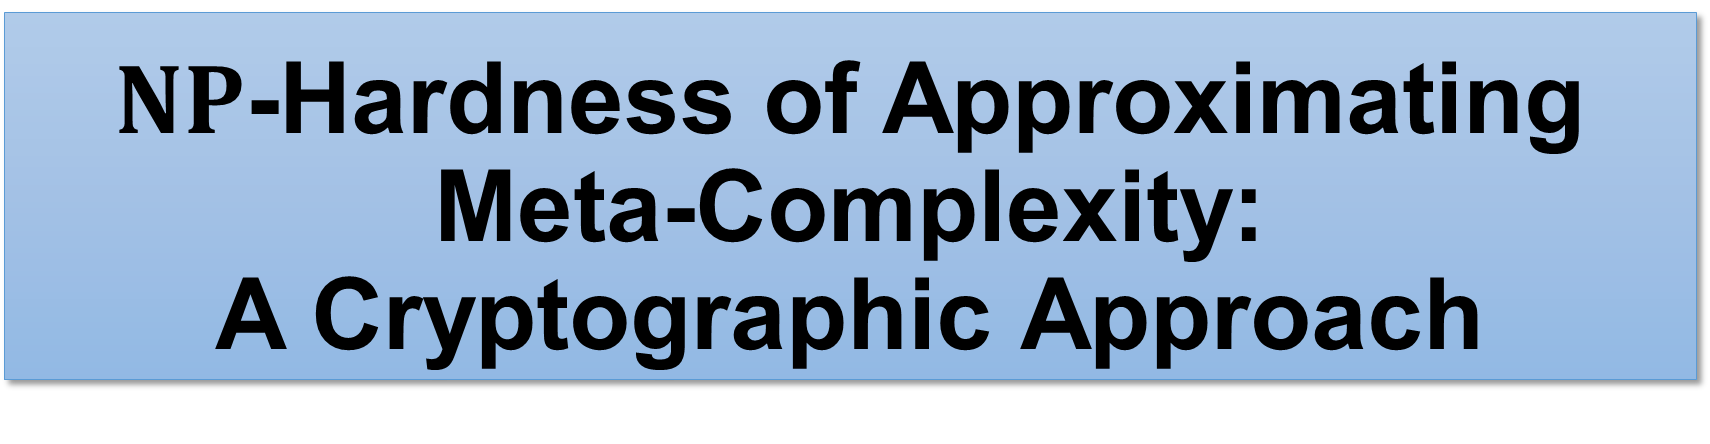 NP-Hardness of Approximating
Meta-Complexity:
A Cryptographic Approach